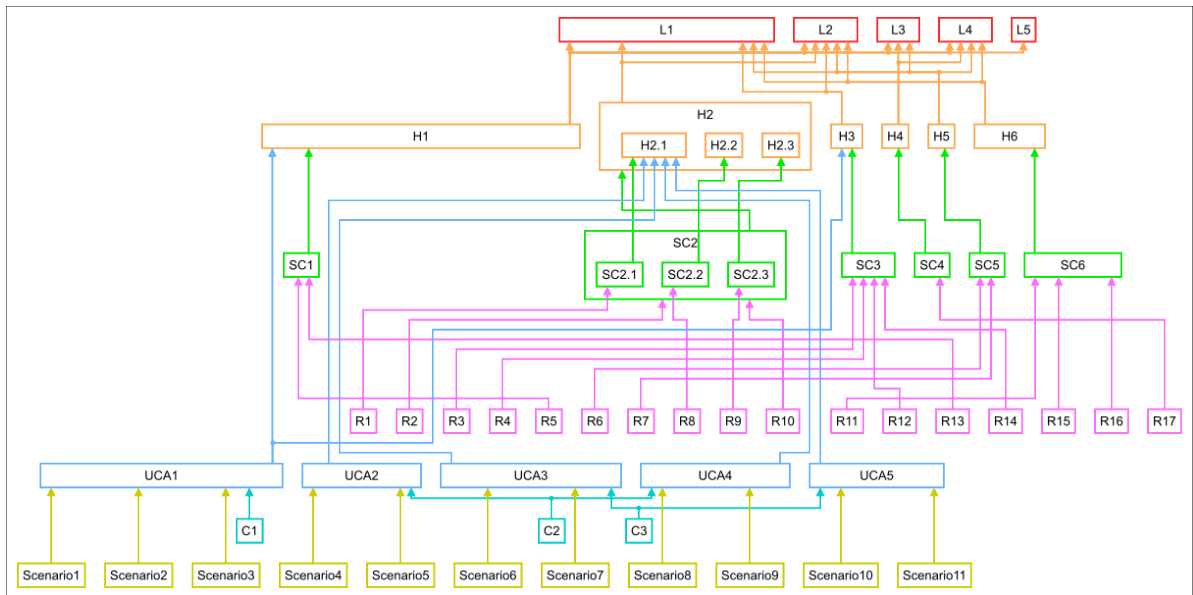 L1 L2 L3 L4 L5
H2
H1 H2.1 H2.2 H2.3 H3 H4 H5 H6
SC2
SC1 SC2.1 SC2.2 SC2.3 SC3 SC4 SC5 SC6
R1 R2 R3 R4 R5 R6 R7 R8 R9 R10 R11 R12 R13 R14 R15 R16 R17
UCA1 UCA2 UCA3 UCA4 UCA5
C1 C2 C3
Scenario1 Scenario2 Scenario3 Scenario4 Scenario5 Scenario6 Scenario7 Scenario8 Scenario9 Scenario10 Scenario11